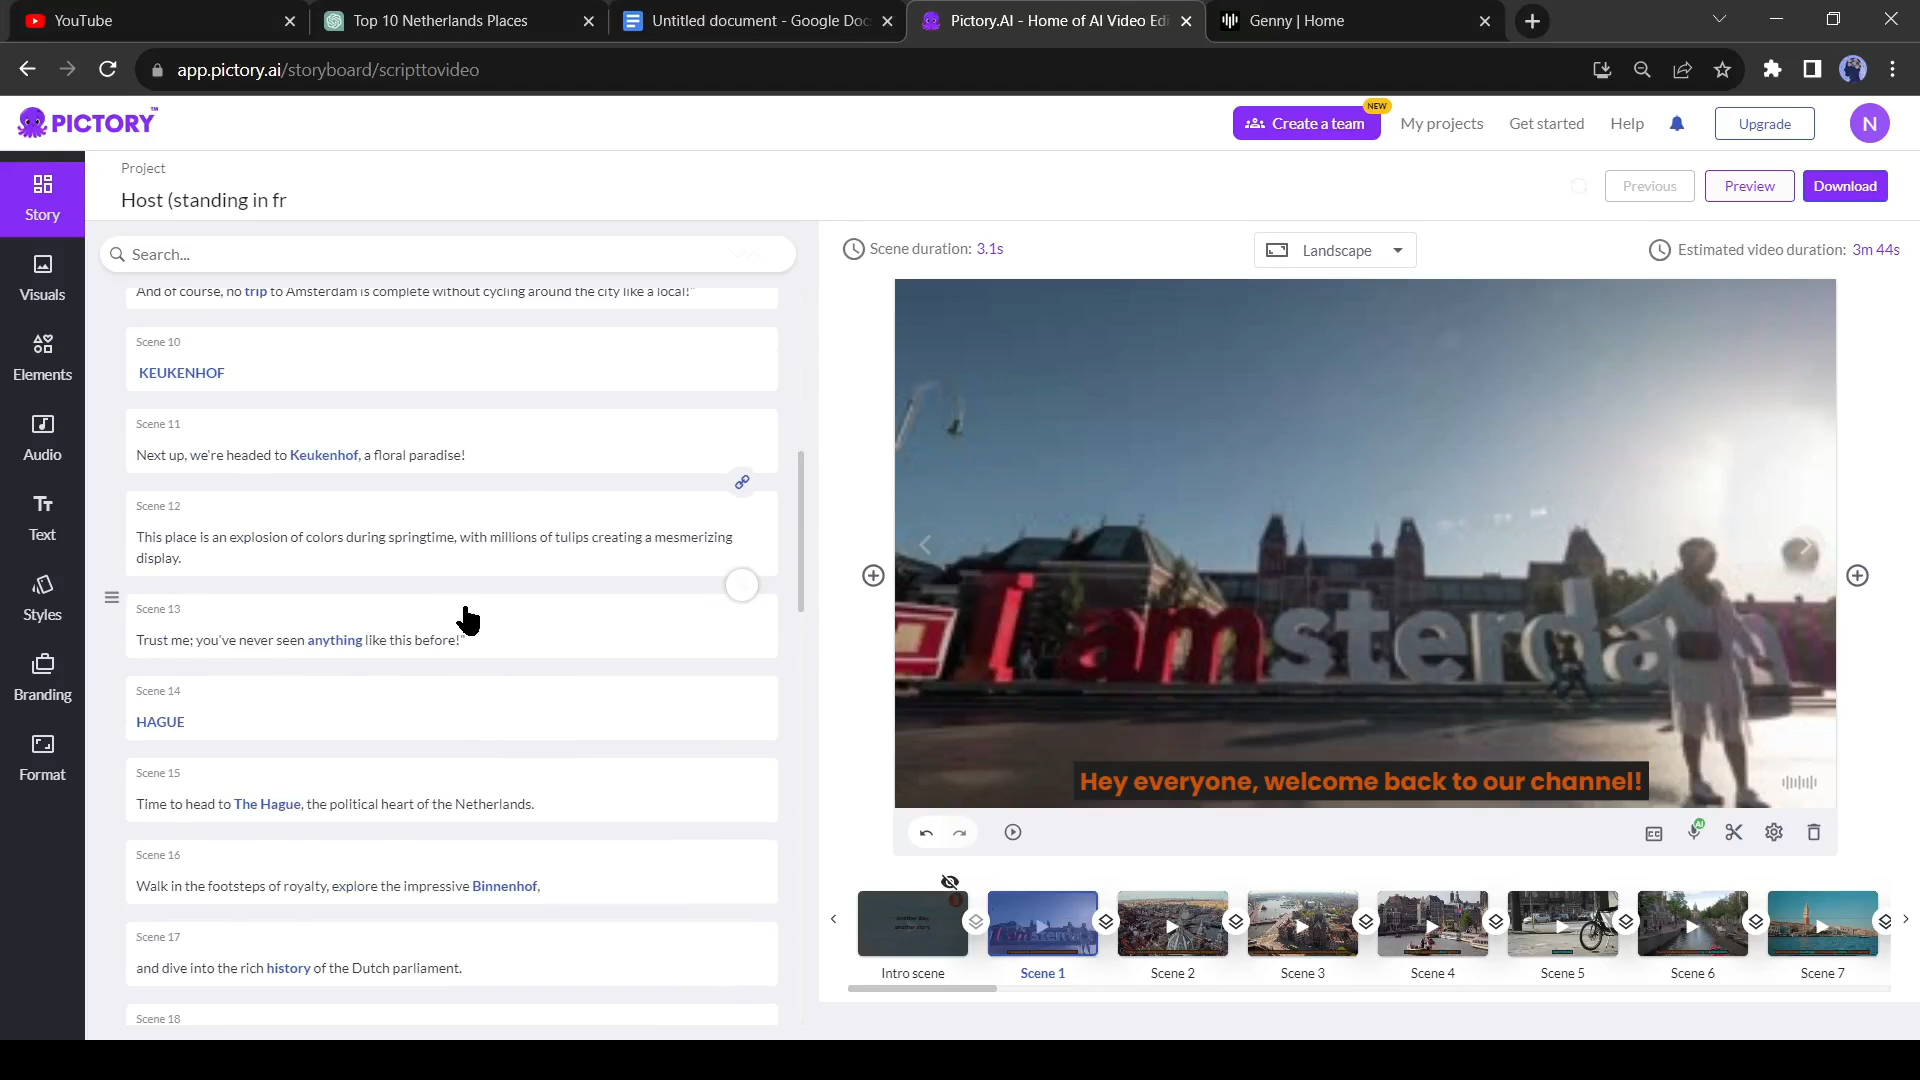 YouTube
Top 10 Netherlands Places
Untitled document - Google Doc
Pictory.AI - Home of AI Video Edi
Genny | Home
app.pictory.ai/storyboard/scripttovideo
PICTORY™
Create a team
NEW
My projects
Get started
Help
Upgrade
N
Project
Host (standing in fr
Previous
Preview
Download
Story
Visuals
Elements
Audio
Text
Styles
Branding
Format
Search...
And of course, no trip to Amsterdam is complete without cycling around the city like a local!"
Scene 10
KEUKENHOF
Scene 11
Next up, we're headed to Keukenhof, a floral paradise!
Scene 12
This place is an explosion of colors during springtime, with millions of tulips creating a mesmerizing
display.
Scene 13
Trust me; you've never seen anything like this before!"
Scene 14
HAGUE
Scene 15
Time to head to The Hague, the political heart of the Netherlands.
Scene 16
Walk in the footsteps of royalty, explore the impressive Binnenhof,
Scene 17
and dive into the rich history of the Dutch parliament.
Scene 18
Scene duration: 3.1s
Landscape
Estimated video duration: 3m 44s
I amsterdam
Hey everyone, welcome back to our channel!
CC
AI
another day,
another story
Intro scene
Scene 1
Scene 2
Scene 3
Scene 4
Scene 5
Scene 6
Scene 7